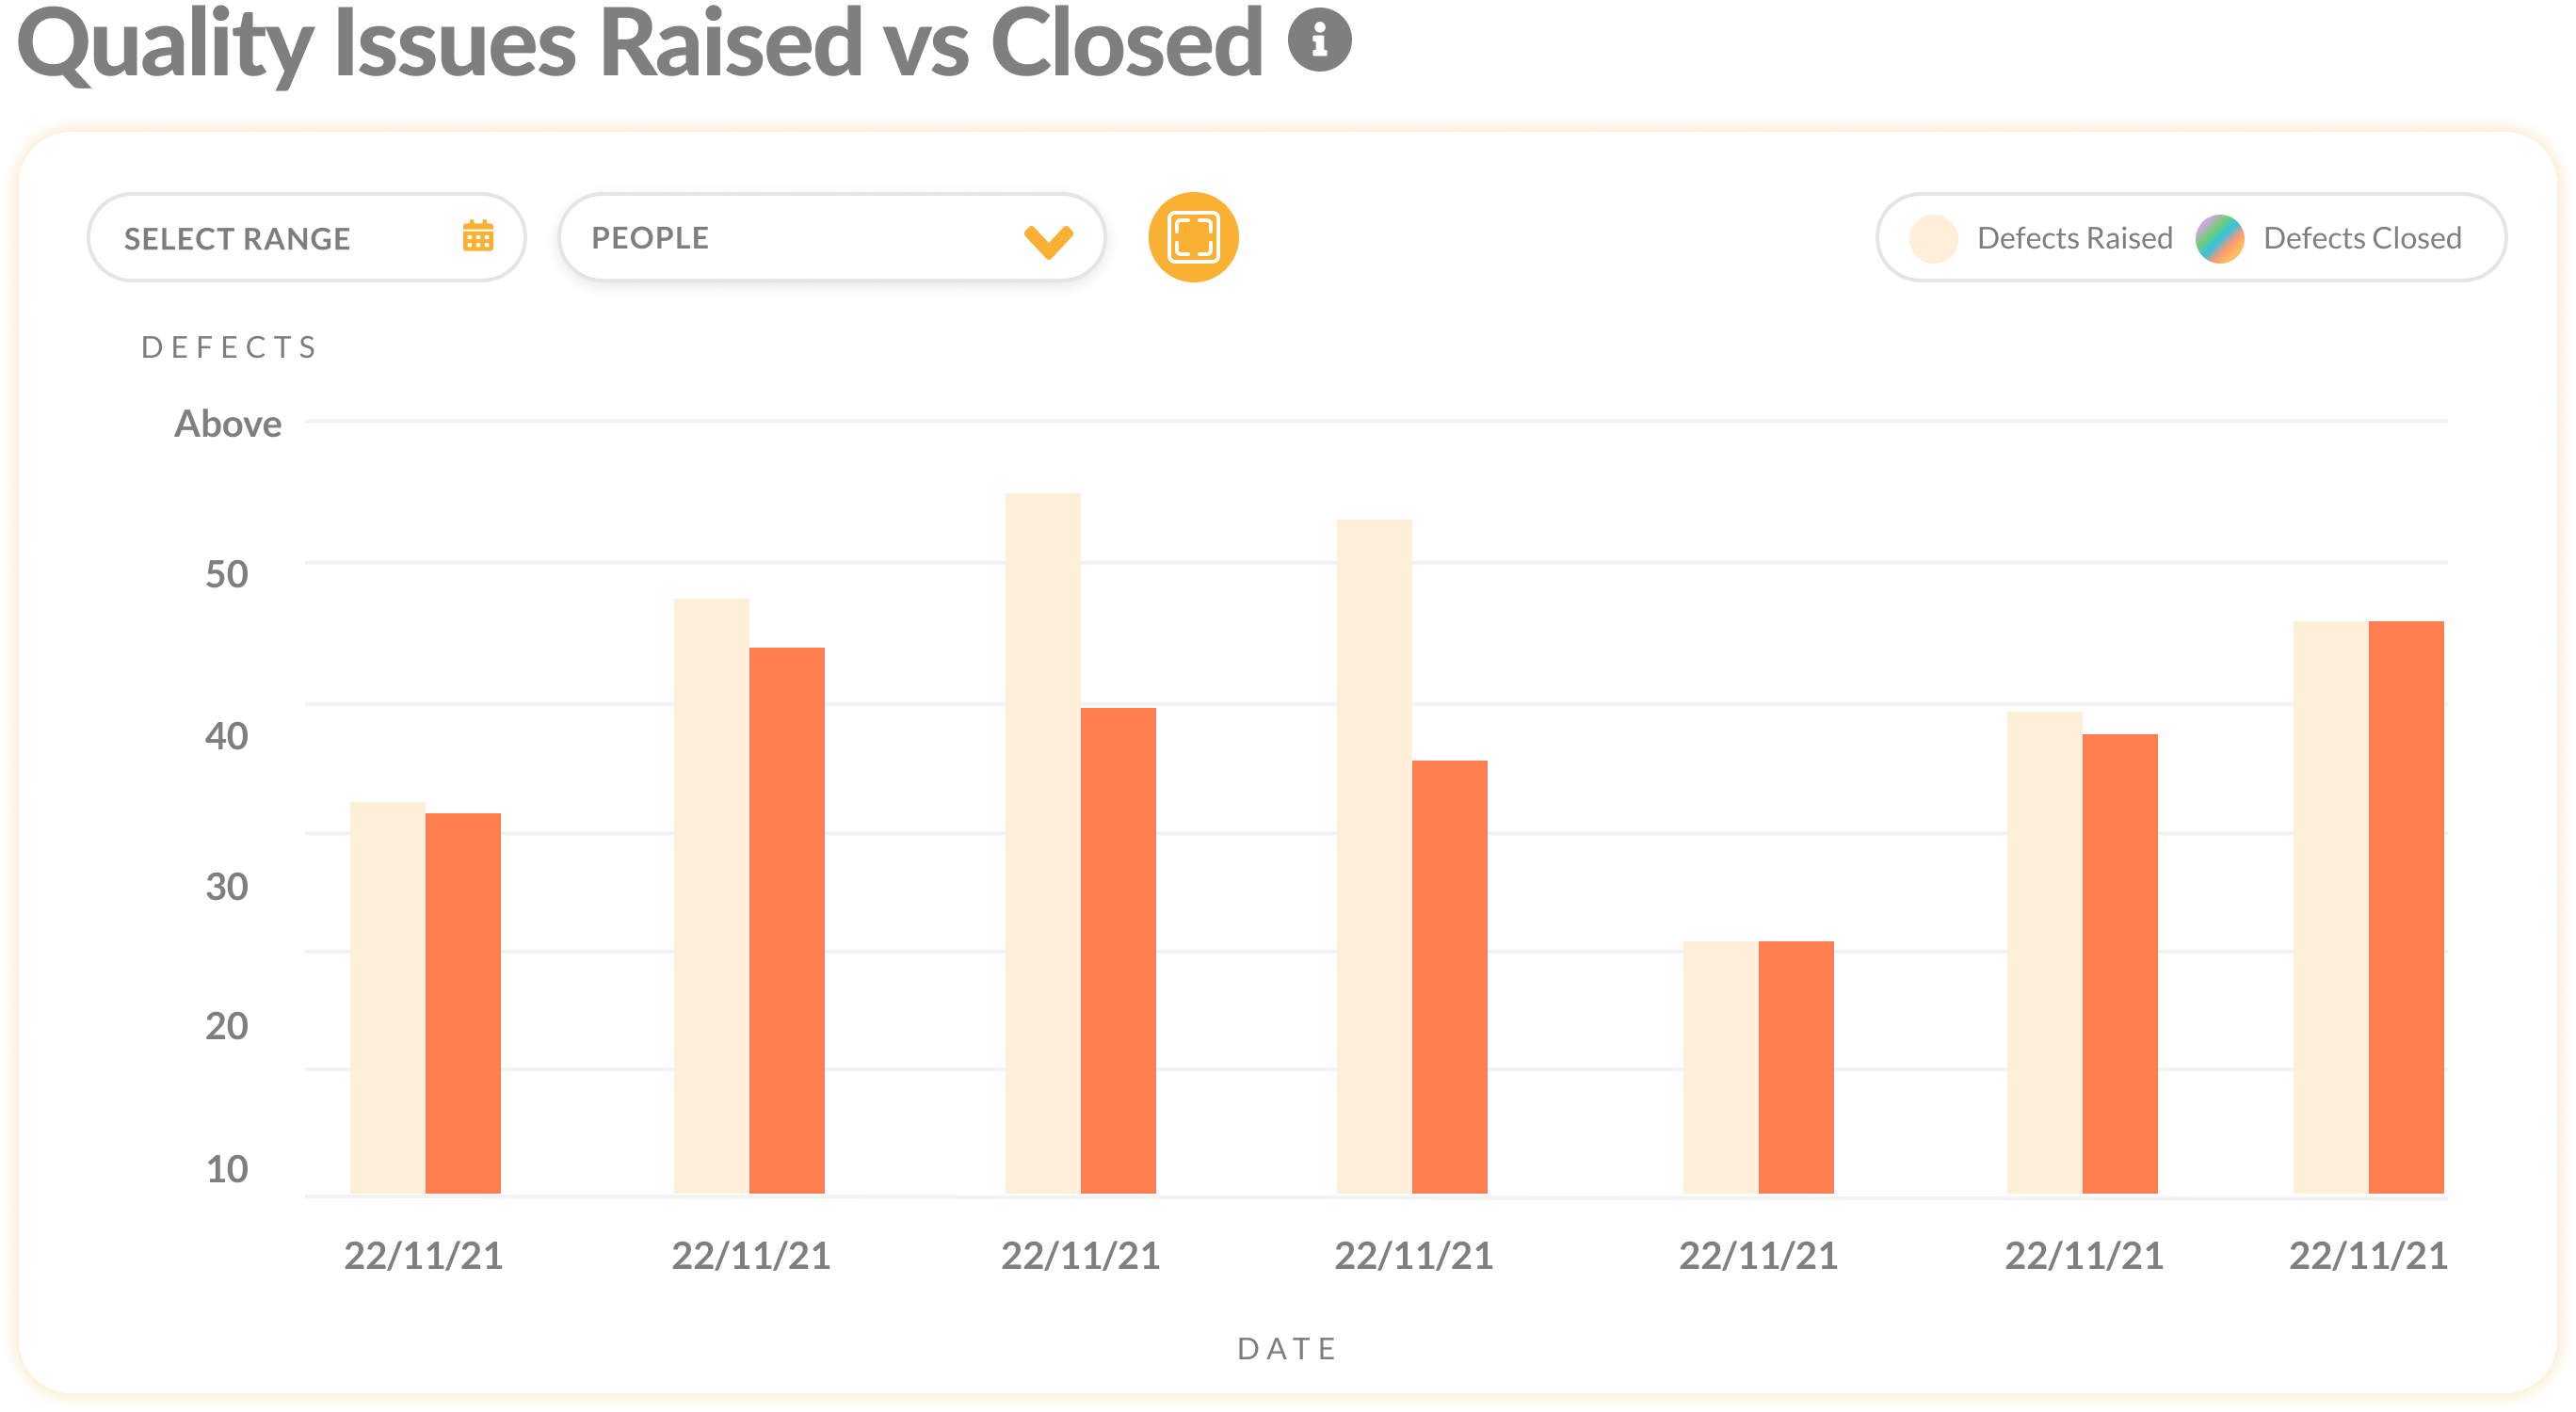 Quality Issues Raised vs Closed
SELECT RANGE
PEOPLE
Defects Raised
Defects Closed
DEFECTS
Above
50
40
30
20
10
22/11/21 22/11/21 22/11/21 22/11/21 22/11/21 22/11/21 22/11/21
DATE